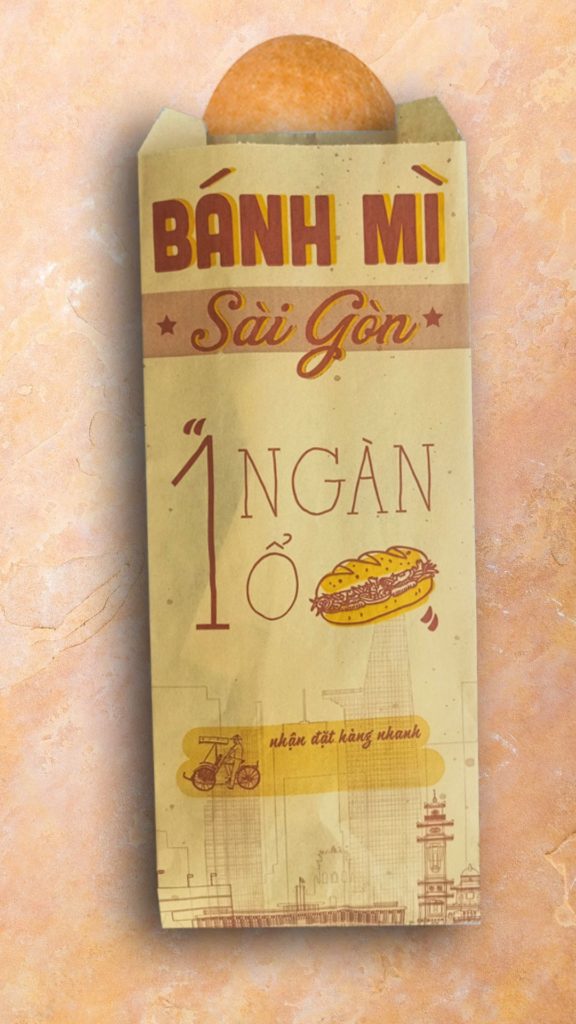 BÁNH MÌ
Sài Gòn
"1 NGÀN
Ổ"
nhận đặt hàng nhanh